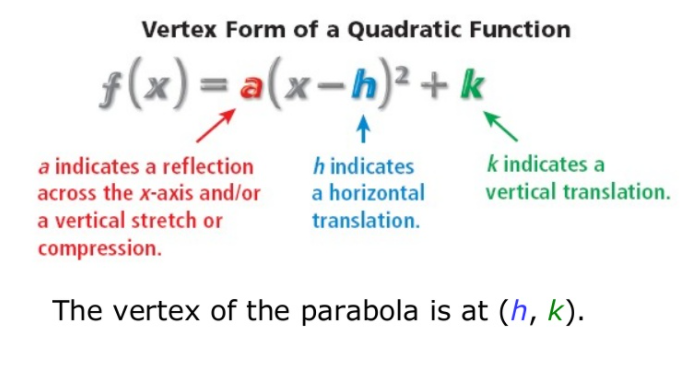 Vertex Form of a Quadratic Function
f(x) = a(x−h)² + k
a indicates a reflection
across the x-axis and/or
a vertical stretch or
compression.
h indicates
a horizontal
translation.
k indicates a
vertical translation.
The vertex of the parabola is at (h, k).